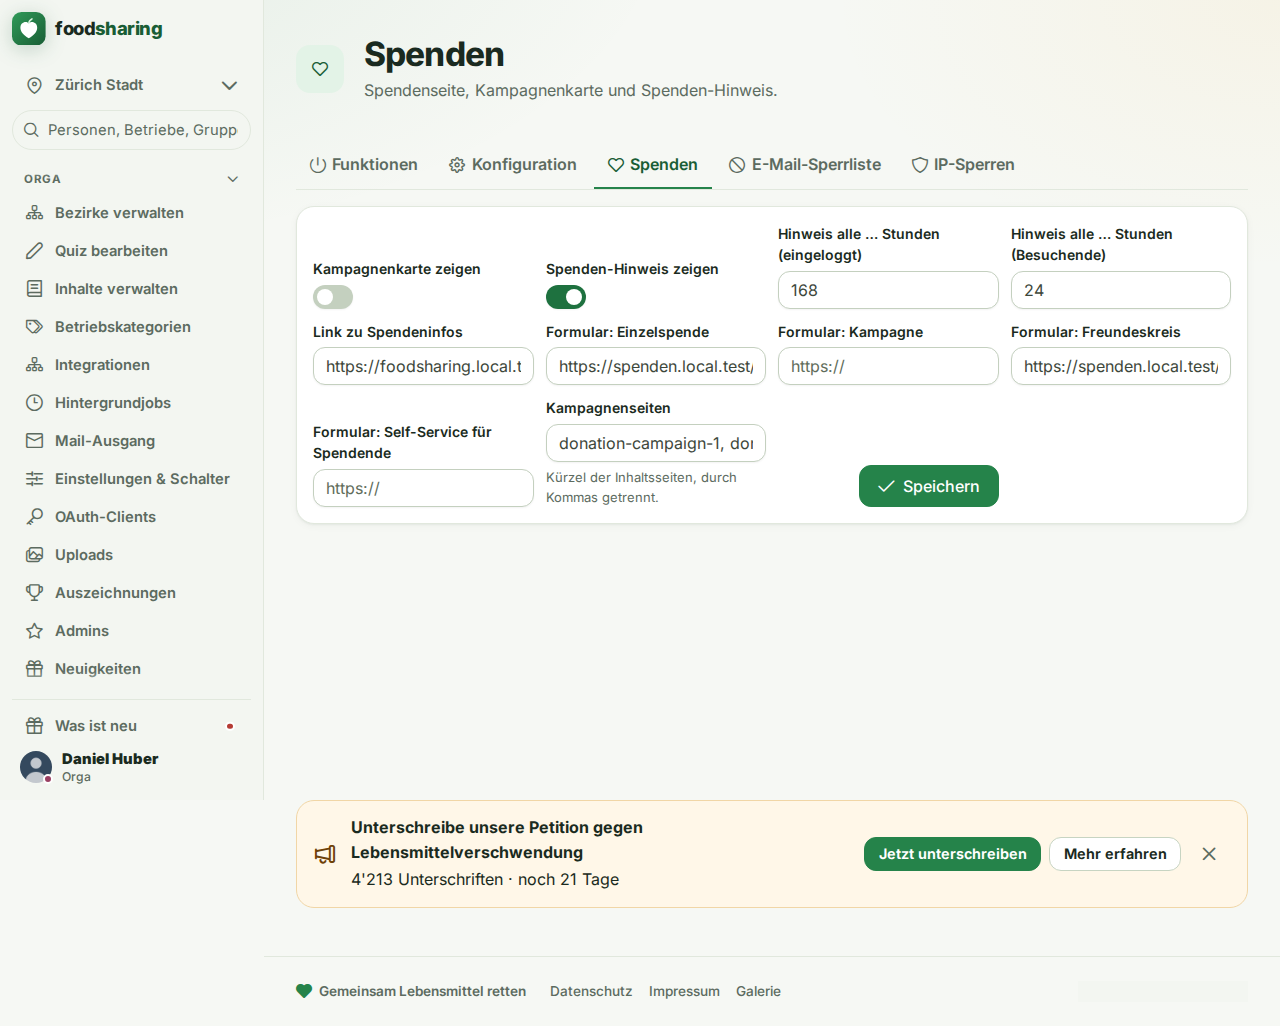 foodsharing
Zürich Stadt
Personen, Betriebe, Grupp
ORGA
Bezirke verwalten
Quiz bearbeiten
Inhalte verwalten
Betriebskategorien
Integrationen
Hintergrundjobs
Mail-Ausgang
Einstellungen & Schalter
OAuth-Clients
Uploads
Auszeichnungen
Admins
Neuigkeiten
Was ist neu
Daniel Huber
Orga
Spenden
Spendenseite, Kampagnenkarte und Spenden-Hinweis.
Funktionen
Konfiguration
Spenden
E-Mail-Sperrliste
IP-Sperren
Kampagnenkarte zeigen
Spenden-Hinweis zeigen
Hinweis alle ... Stunden
(eingeloggt)
168
Hinweis alle ... Stunden
(Besuchende)
24
Link zu Spendeninfos
https://foodsharing.local.t
Formular: Einzelspende
https://spenden.local.test/
Formular: Kampagne
https://
Formular: Freundeskreis
https://spenden.local.test/
Formular: Self-Service für
Spendende
https://
Kampagnenseiten
donation-campaign-1, don
Kürzel der Inhaltsseiten, durch
Kommas getrennt.
Speichern
Unterschreibe unsere Petition gegen
Lebensmittelverschwendung
4'213 Unterschriften · noch 21 Tage
Jetzt unterschreiben
Mehr erfahren
Gemeinsam Lebensmittel retten
Datenschutz
Impressum
Galerie